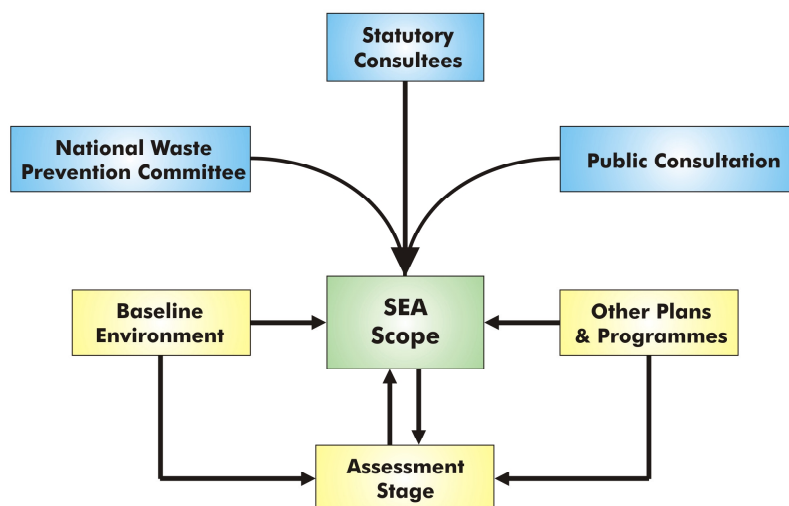 Statutory
Consultees
National Waste
Prevention Committee
Public Consultation
Baseline
Environment
SEA
Scope
Other Plans
& Programmes
Assessment
Stage